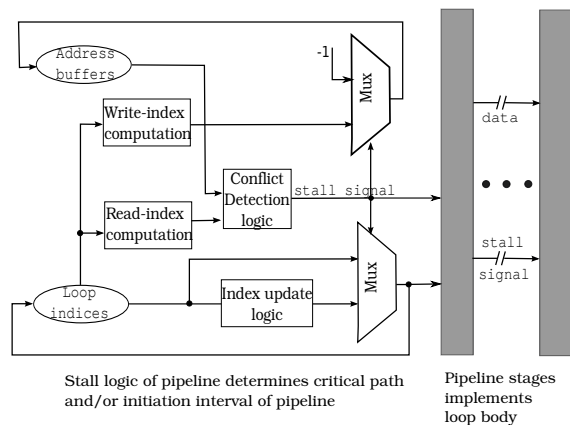 Address
buffers
-1
Mux
Write-index
computation
data
Conflict
Detection
logic
stall signal
Read-index
computation
stall
signal
Loop
indices
Index update
logic
Mux
Stall logic of pipeline determines critical path
and/or initiation interval of pipeline
Pipeline stages
implements
loop body